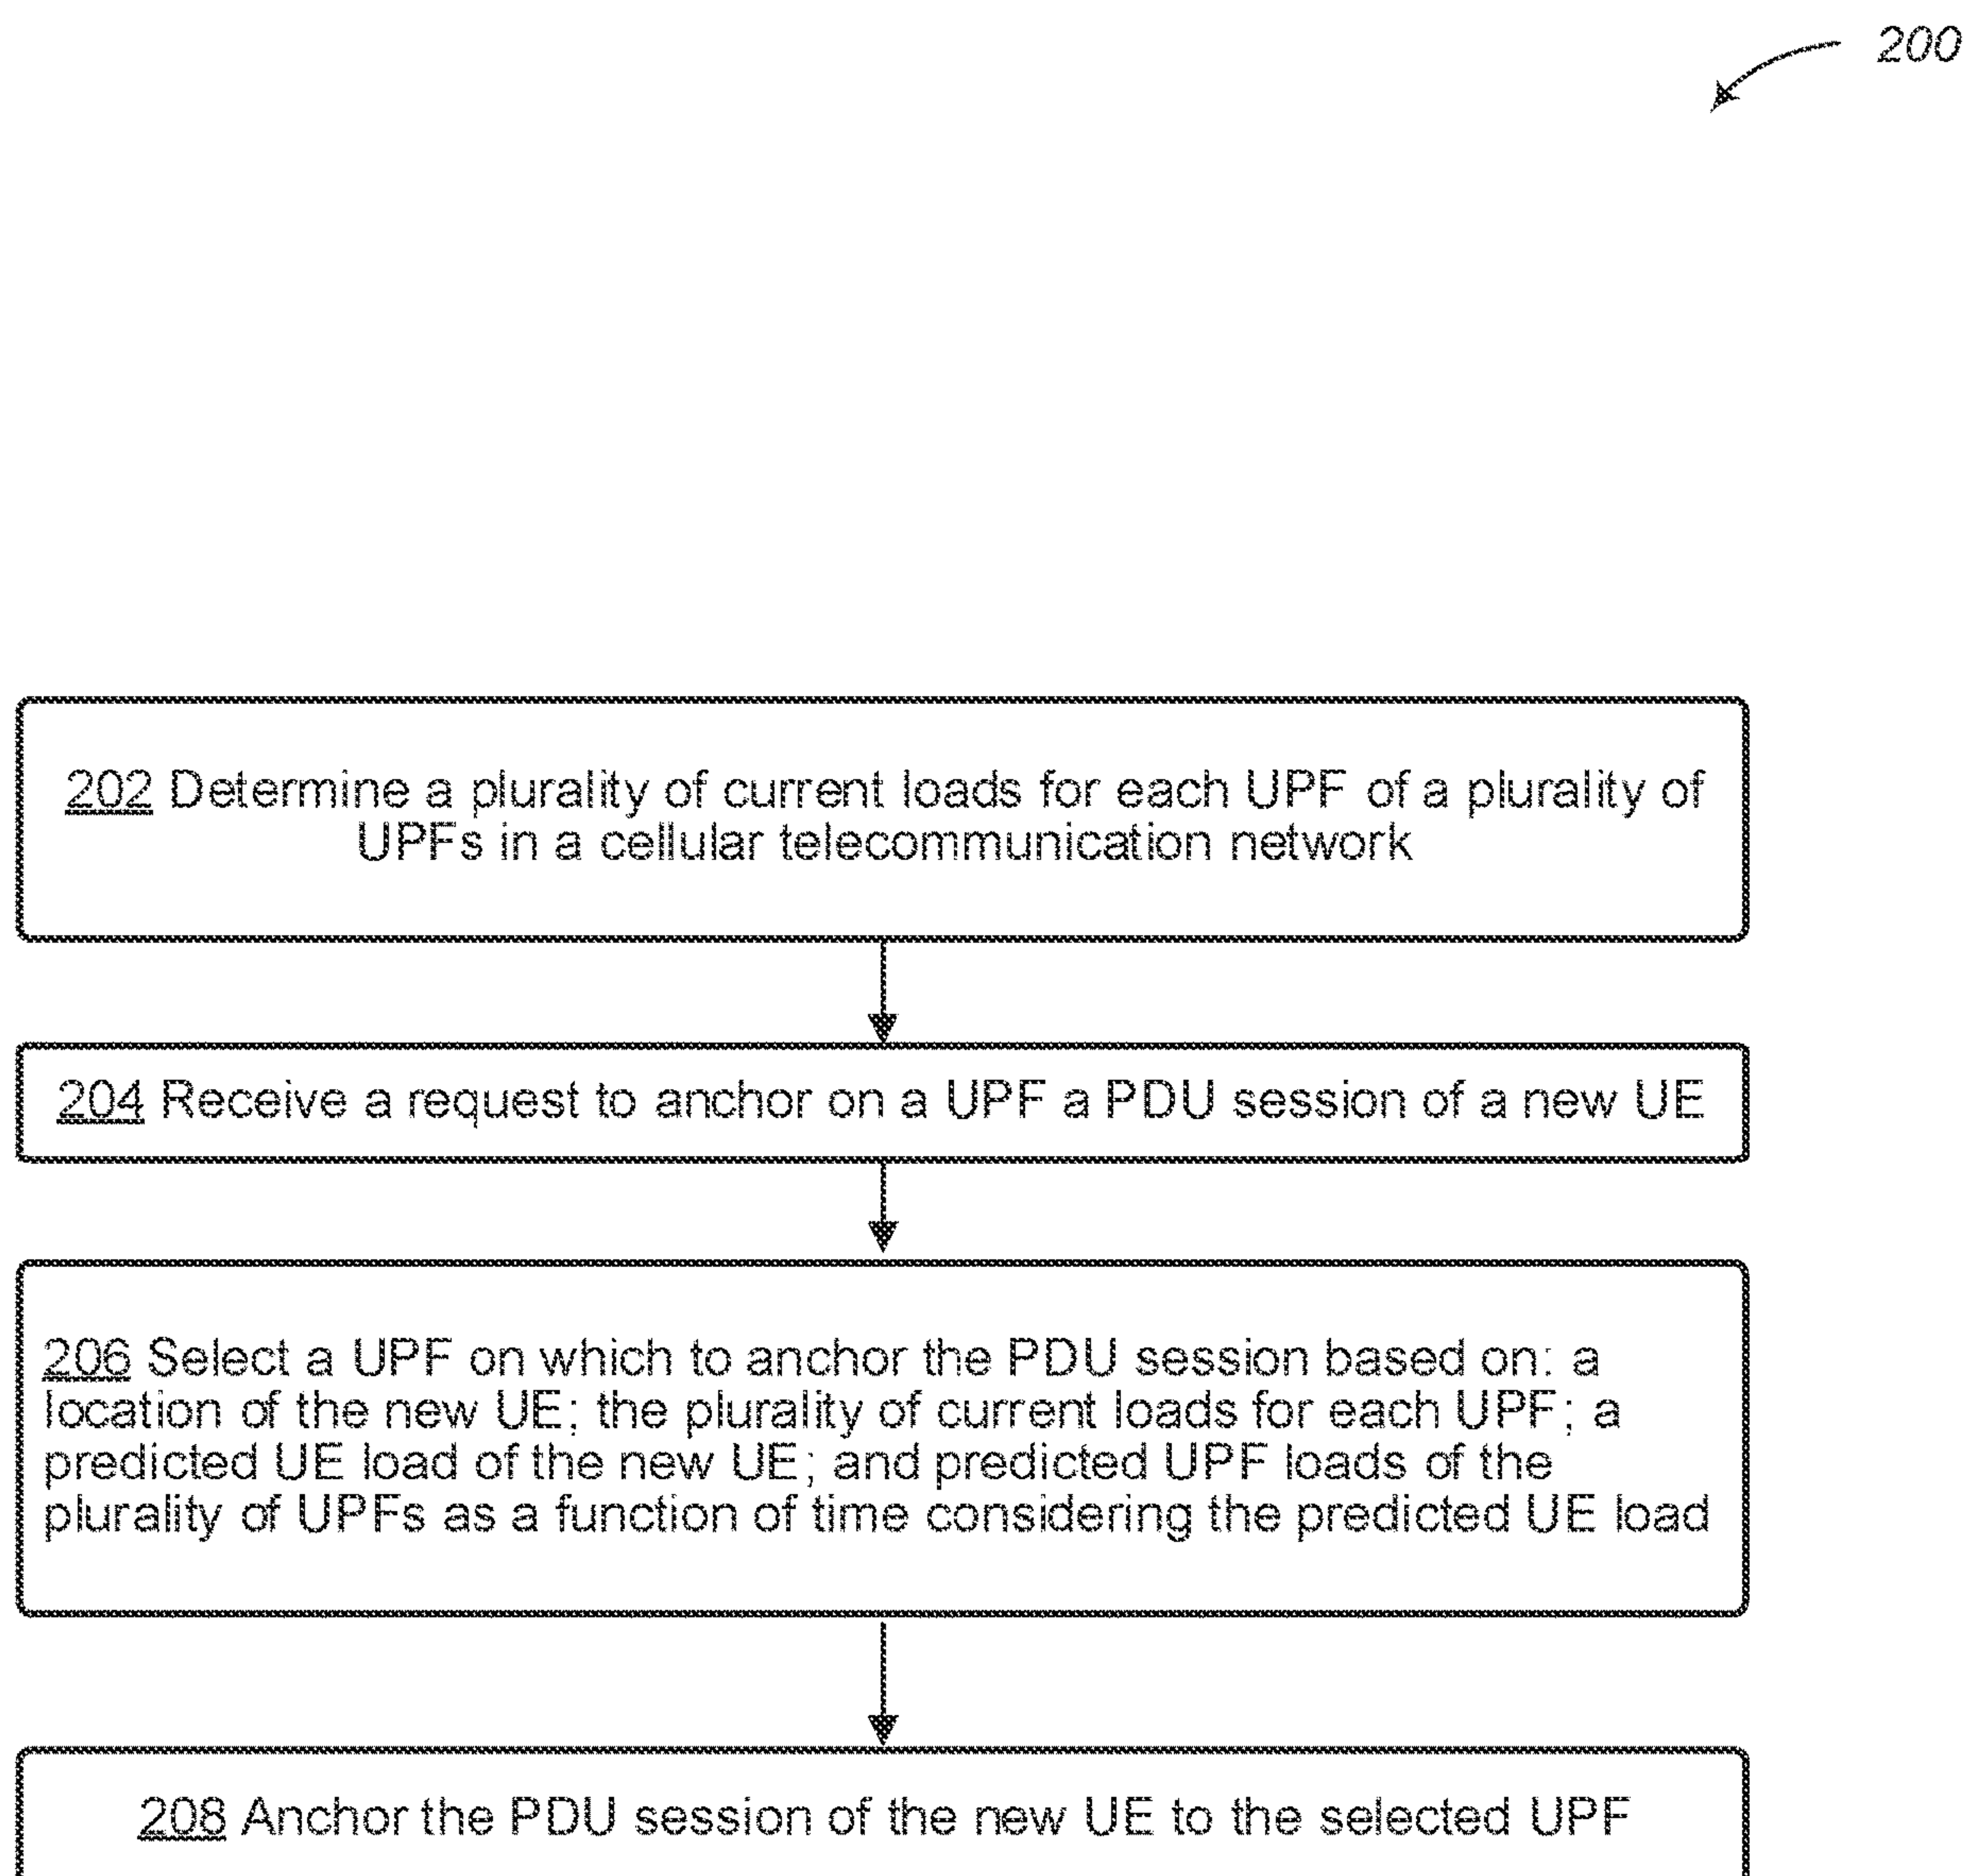 200
202 Determine a plurality of current loads for each UPF of a plurality of
UPFs in a cellular telecommunication network
204 Receive a request to anchor on a UPF a PDU session of a new UE
206 Select a UPF on which to anchor the PDU session based on: a
location of the new UE; the plurality of current loads for each UPF; a
predicted UE load of the new UE; and predicted UPF loads of the
plurality of UPFs as a function of time considering the predicted UE load
208 Anchor the PDU session of the new UE to the selected UPF